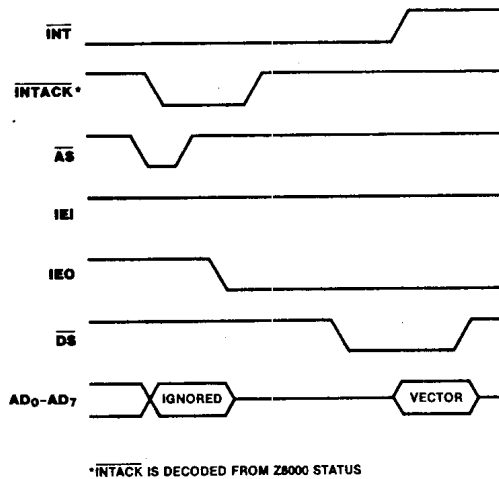 INT
INTACK*
AS
IEI
IEO
DS
AD0-AD7
IGNORED
VECTOR
*INTACK IS DECODED FROM Z8000 STATUS